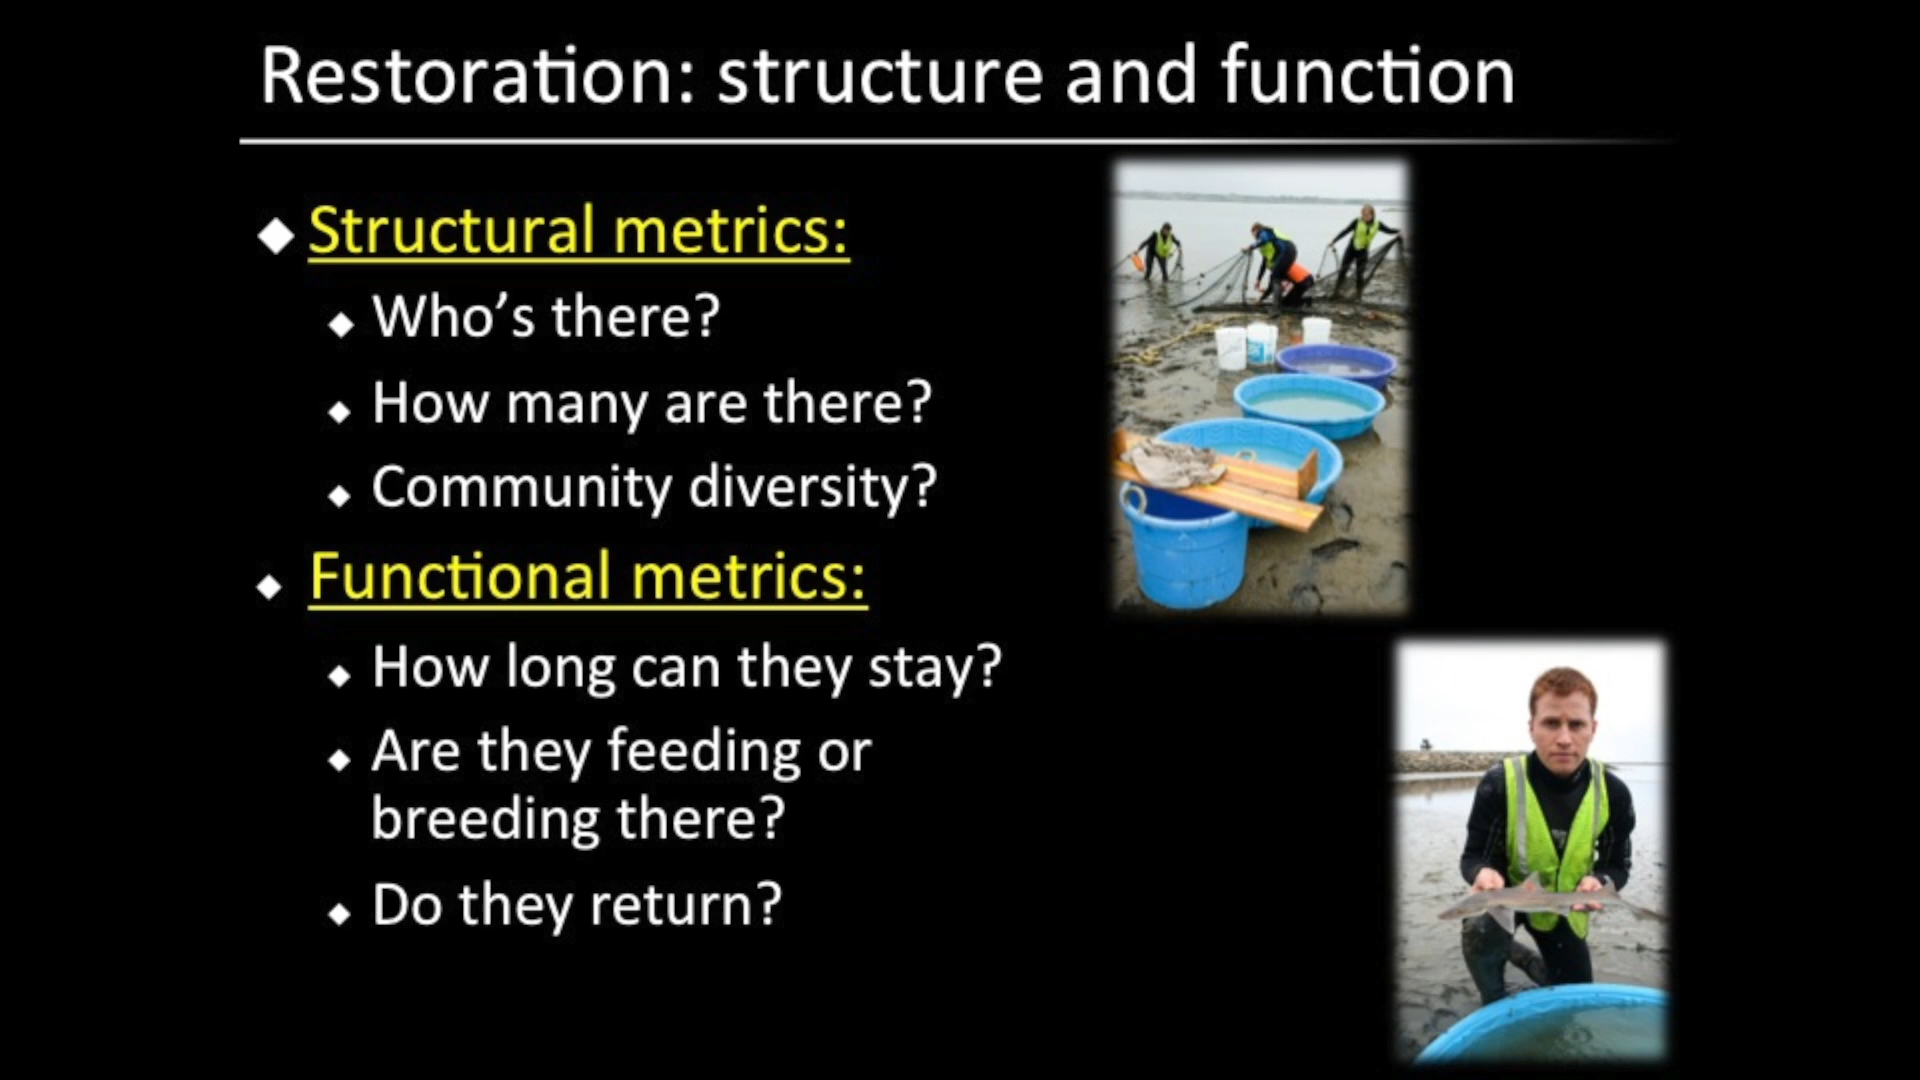 Restoration: structure and function
Structural metrics:
Who’s there?
How many are there?
Community diversity?
Functional metrics:
How long can they stay?
Are they feeding or
breeding there?
Do they return?